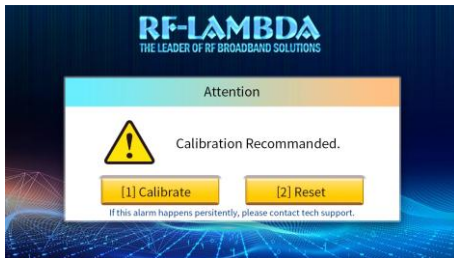 RF-LAMBDA
THE LEADER OF RF BROADBAND SOLUTIONS
Attention
Calibration Recommanded.
[1] Calibrate
[2] Reset
If this alarm happens persitently, please contact tech support.